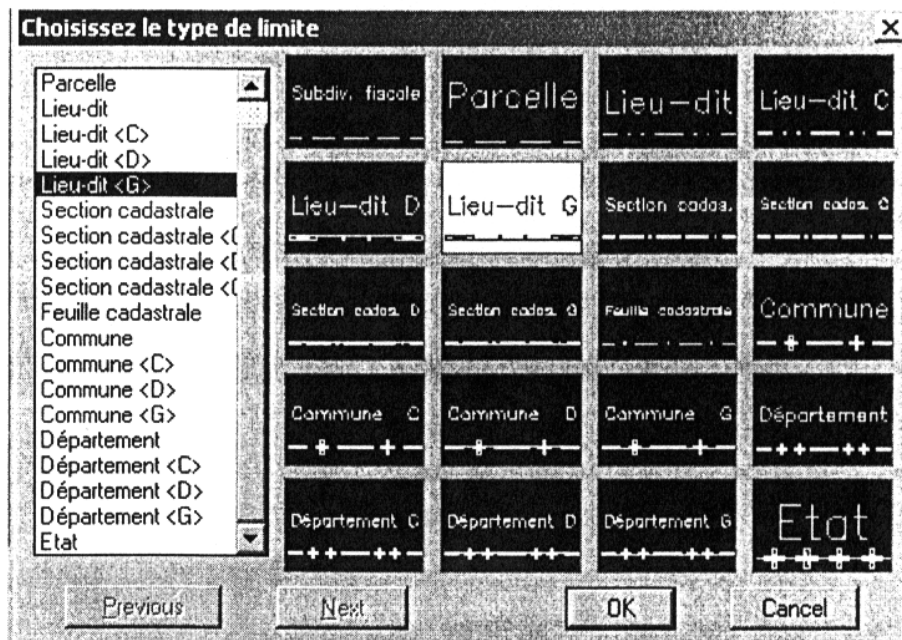 Choisissez le type de limite
Parcelle
Lieu-dit
Lieu-dit <C>
Lieu-dit <D>
Lieu-dit <G>
Section cadastrale
Section cadastrale <C
Section cadastrale <D
Section cadastrale <G
Feuille cadastrale
Commune
Commune <C>
Commune <D>
Commune <G>
Département
Département <C>
Département <D>
Département <G>
Etat
Subdiv. fiscale
Parcelle
Lieu-dit
Lieu-dit C
Lieu-dit D
Lieu-dit G
Section cadas.
Section cadas. C
Section cadas. D
Section cadas. G
Feuille cadastrale
Commune
Commune C
Commune D
Commune G
Département
Département C
Département D
Département G
Etat
Previous
Next
OK
Cancel